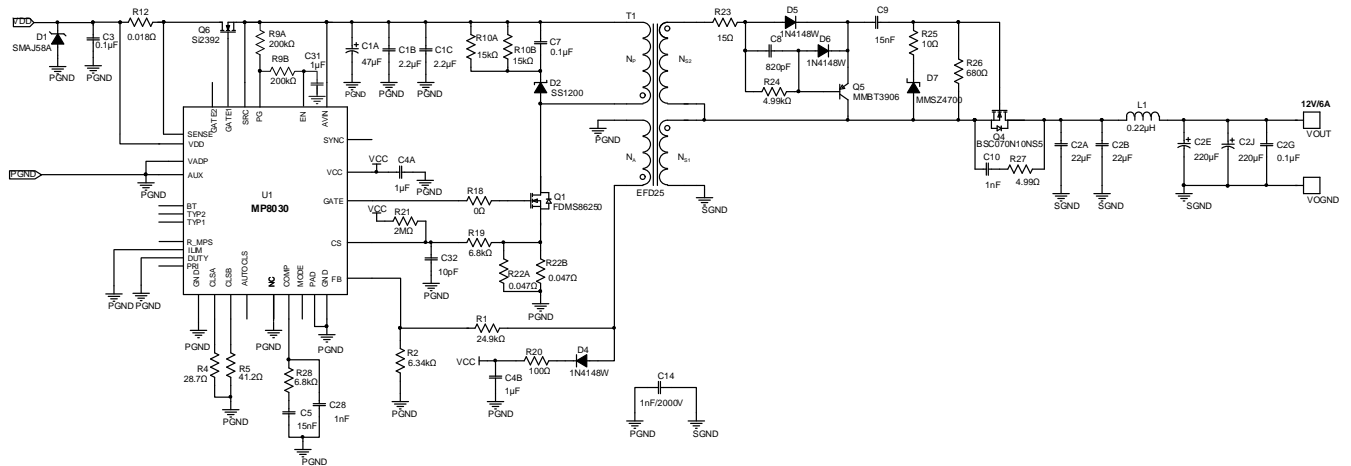 VDD
D1
SMAJ58A
PGND
C3
0.1µF
PGND
R12
0.018Ω
Q6
Si2392
R9A
200kΩ
R9B
200kΩ
C31
1µF
PGND
C1A
47µF
PGND
C1B
2.2µF
PGND
C1C
2.2µF
PGND
R10A
15kΩ
R10B
15kΩ
C7
0.1µF
D2
SS1200
T1
NP
NS2
NA
NS1
EFD25
PGND
SGND
R23
15Ω
D5
1N4148W
C8
820pF
D6
1N4148W
R24
4.99kΩ
Q5
MMBT3906
C9
15nF
R25
10Ω
D7
MMSZ4700
R26
680Ω
Q4
BSC070N10NS5
C10
1nF
R27
4.99Ω
C2A
22µF
SGND
C2B
22µF
SGND
L1
0.22µH
C2E
220µF
SGND
C2J
220µF
C2G
0.1µF
12V/6A
VOUT
VOGND
PGND
PGND
GATE2
GATE1
SRC
PG
EN
AVIN
SENSE
VDD
VADP
AUX
BT
TYP2
TYP1
R_MPS
ILIM
DUTY
PRI
U1
MP8030
SYNC
VCC
GATE
CS
FB
GND
CLSA
CLSB
AUTOCLS
NC
COMP
MODE
PAD
GND
VCC
C4A
1µF
PGND
VCC
R21
2MΩ
R18
0Ω
Q1
FDMS86250
R19
6.8kΩ
C32
10pF
PGND
R22A
0.047Ω
R22B
0.047Ω
PGND
PGND
PGND
PGND
PGND
PGND
R4
28.7Ω
R5
41.2Ω
PGND
R28
6.8kΩ
C5
15nF
C28
1nF
PGND
R1
24.9kΩ
R2
6.34kΩ
PGND
VCC
R20
100Ω
D4
1N4148W
C4B
1µF
PGND
C14
1nF/2000V
PGND
SGND